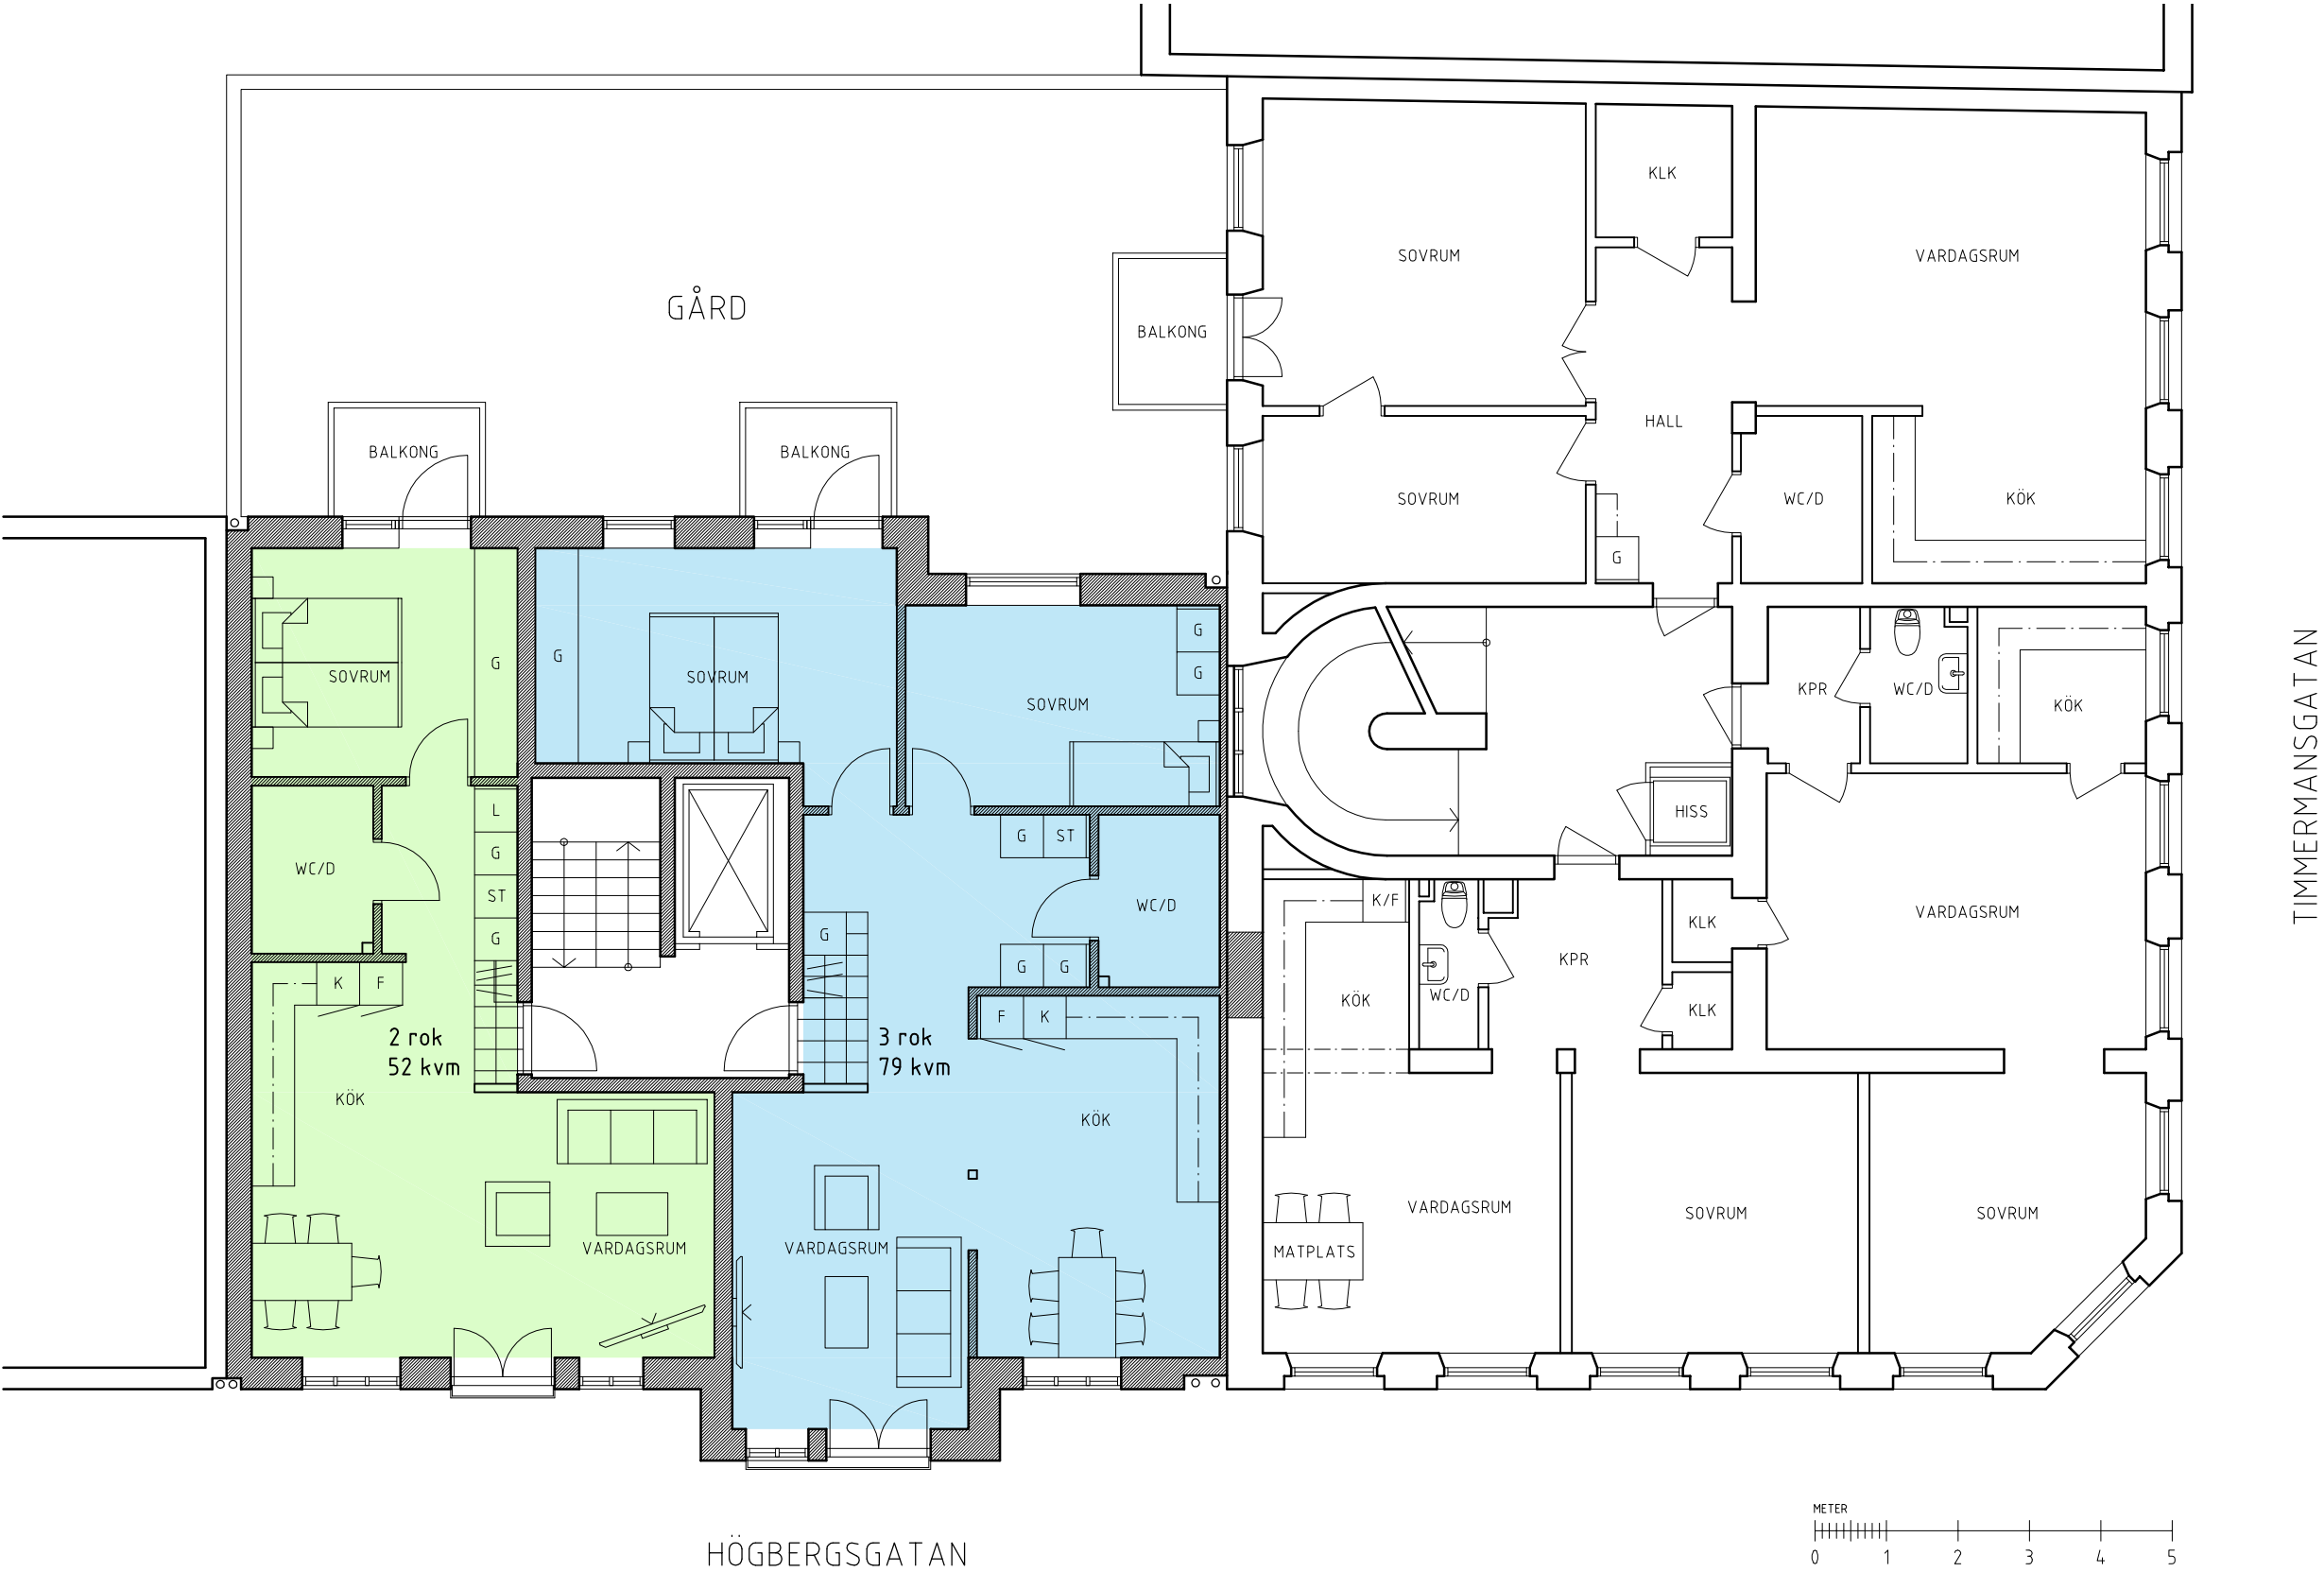 KLK
SOVRUM
VARDAGSRUM
GÅRD
BALKONG
HALL
BALKONG
BALKONG
SOVRUM
WC/D
KÖK
G
G
G
SOVRUM
G
SOVRUM
G
SOVRUM
G
KPR
WC/D
KÖK
TIMMERMANSGATAN
L
G
ST
G
WC/D
G
ST
G
WC/D
G
G
HISS
K/F
KLK
VARDAGSRUM
KPR
WC/D
KÖK
KLK
K
F
2 rok
52 kvm
3 rok
79 kvm
F
K
KÖK
KÖK
VARDAGSRUM
SOVRUM
SOVRUM
VARDAGSRUM
VARDAGSRUM
MATPLATS
METER
0 1 2 3 4 5
HÖGBERGSGATAN